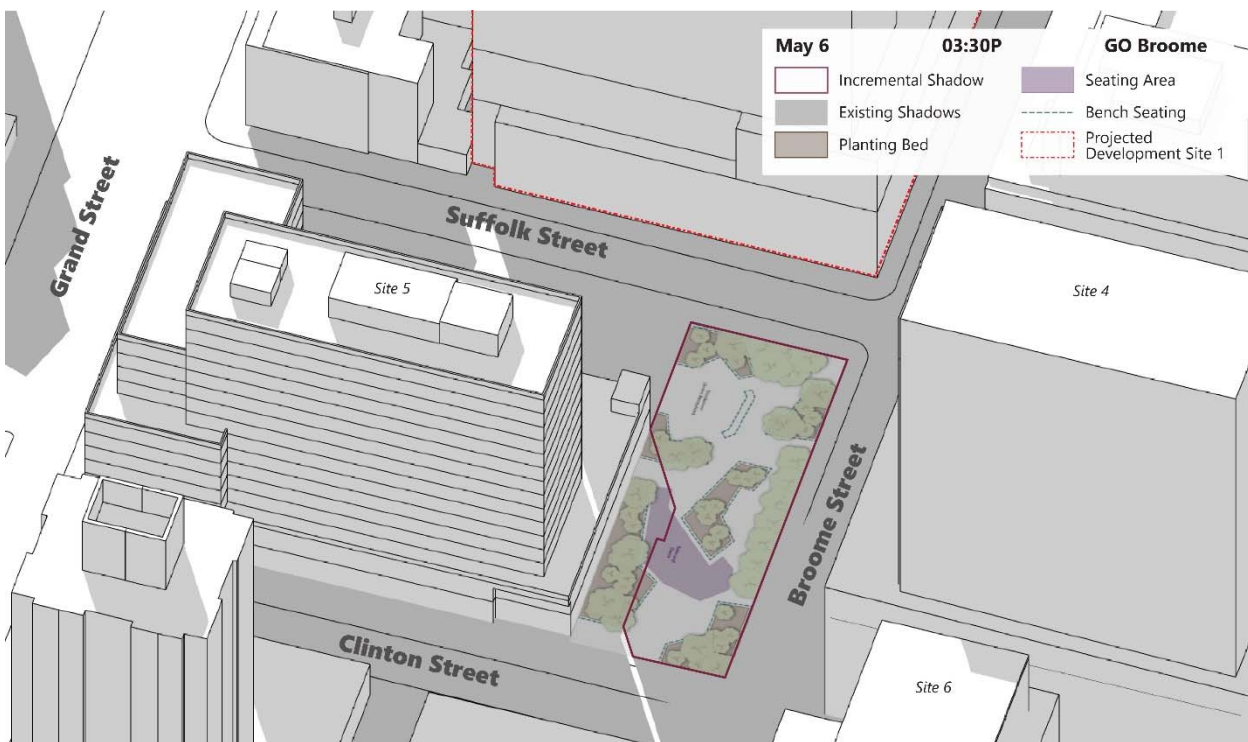 May 6 03:30P GO Broome
Incremental Shadow
Existing Shadows
Planting Bed
Seating Area
Bench Seating
Projected
Development Site 1
Grand Street
Suffolk Street
Site 5
Site 4
Broome Street
Clinton Street
Site 6